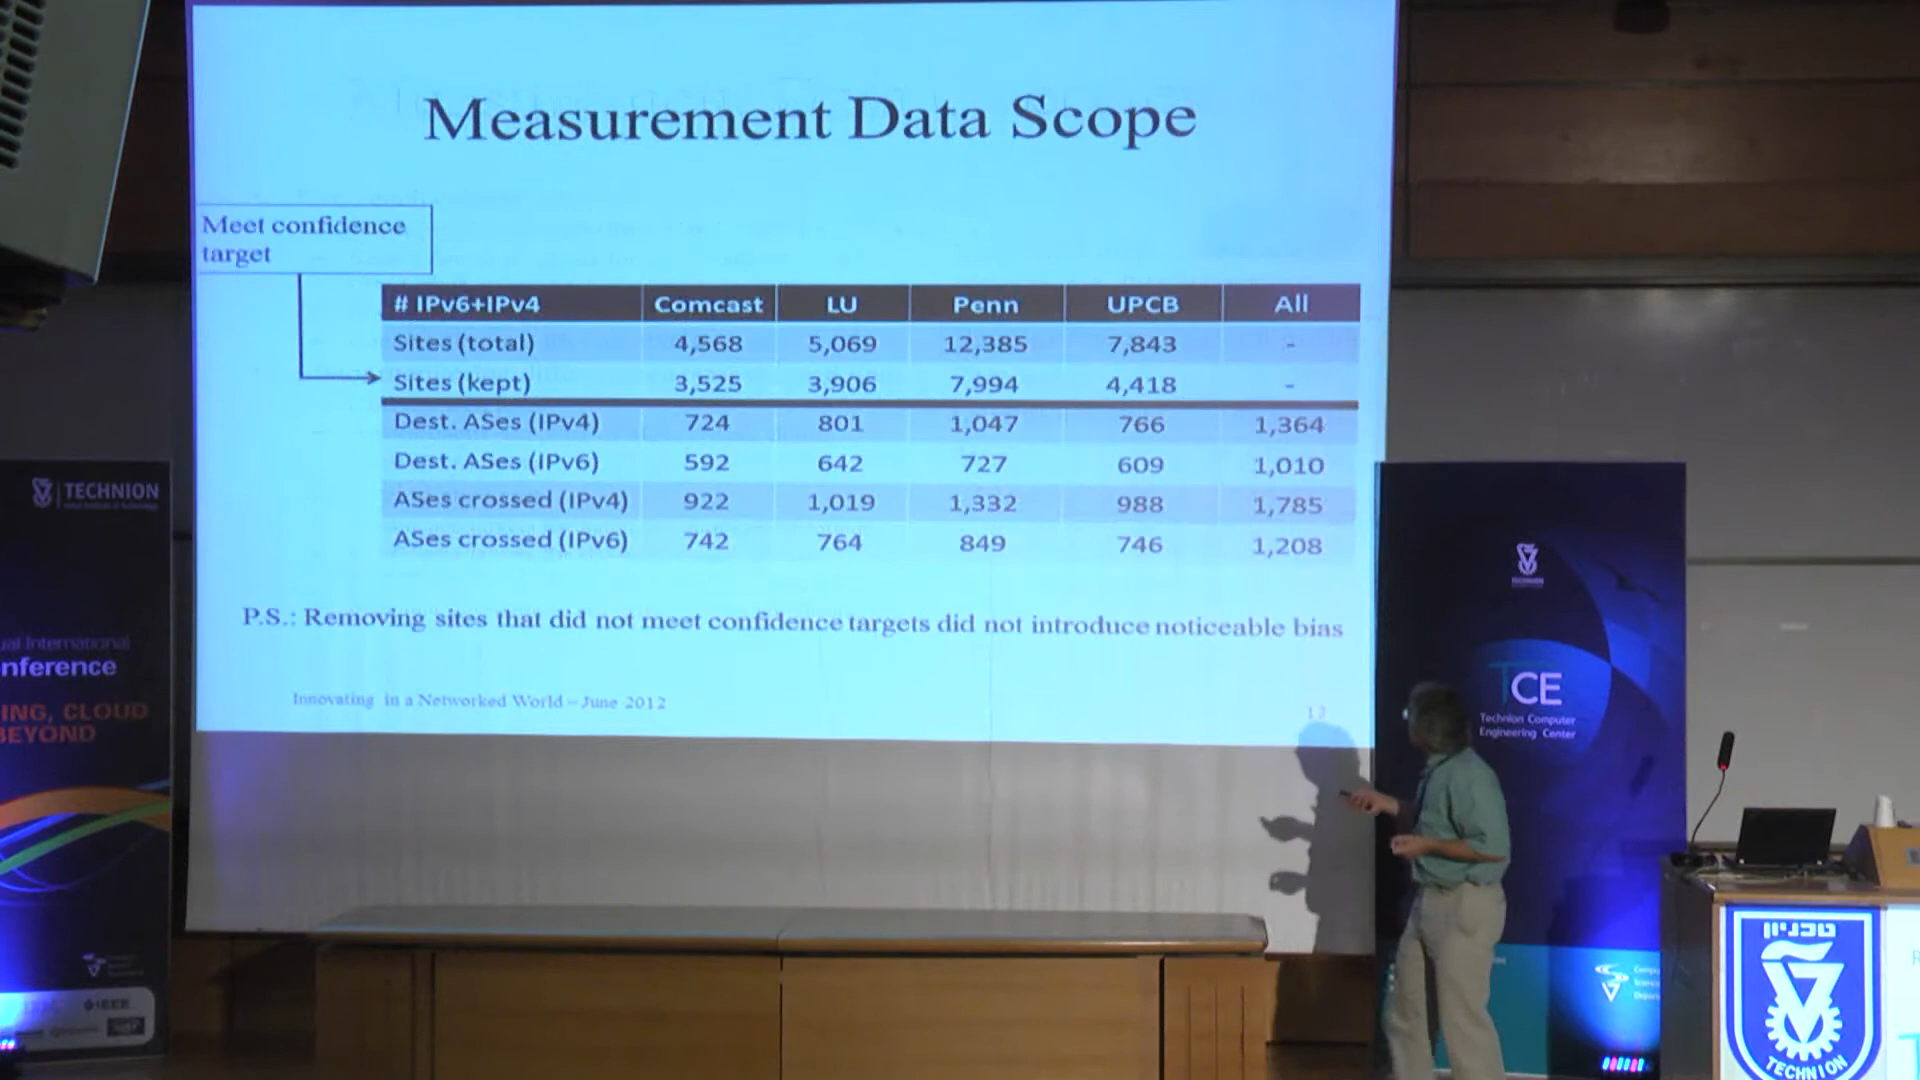 Measurement Data Scope
Meet confidence
target
# IPv6+IPv4 Comcast LU Penn UPCB All
Sites (total) 4,568 5,069 12,385 7,843 -
Sites (kept) 3,525 3,906 7,994 4,418 -
Dest. ASes (IPv4) 724 801 1,047 766 1,364
Dest. ASes (IPv6) 592 642 727 609 1,010
ASes crossed (IPv4) 922 1,019 1,332 988 1,785
ASes crossed (IPv6) 742 764 849 746 1,208
P.S.: Removing sites that did not meet confidence targets did not introduce noticeable bias
Innovating in a Networked World – June 2012
TECHNION
ual International
nference
ING, CLOUD
BEYOND
IEEE
TECHNION
TCE
Technion Computer
Engineering Center
טכניון
TECHNION